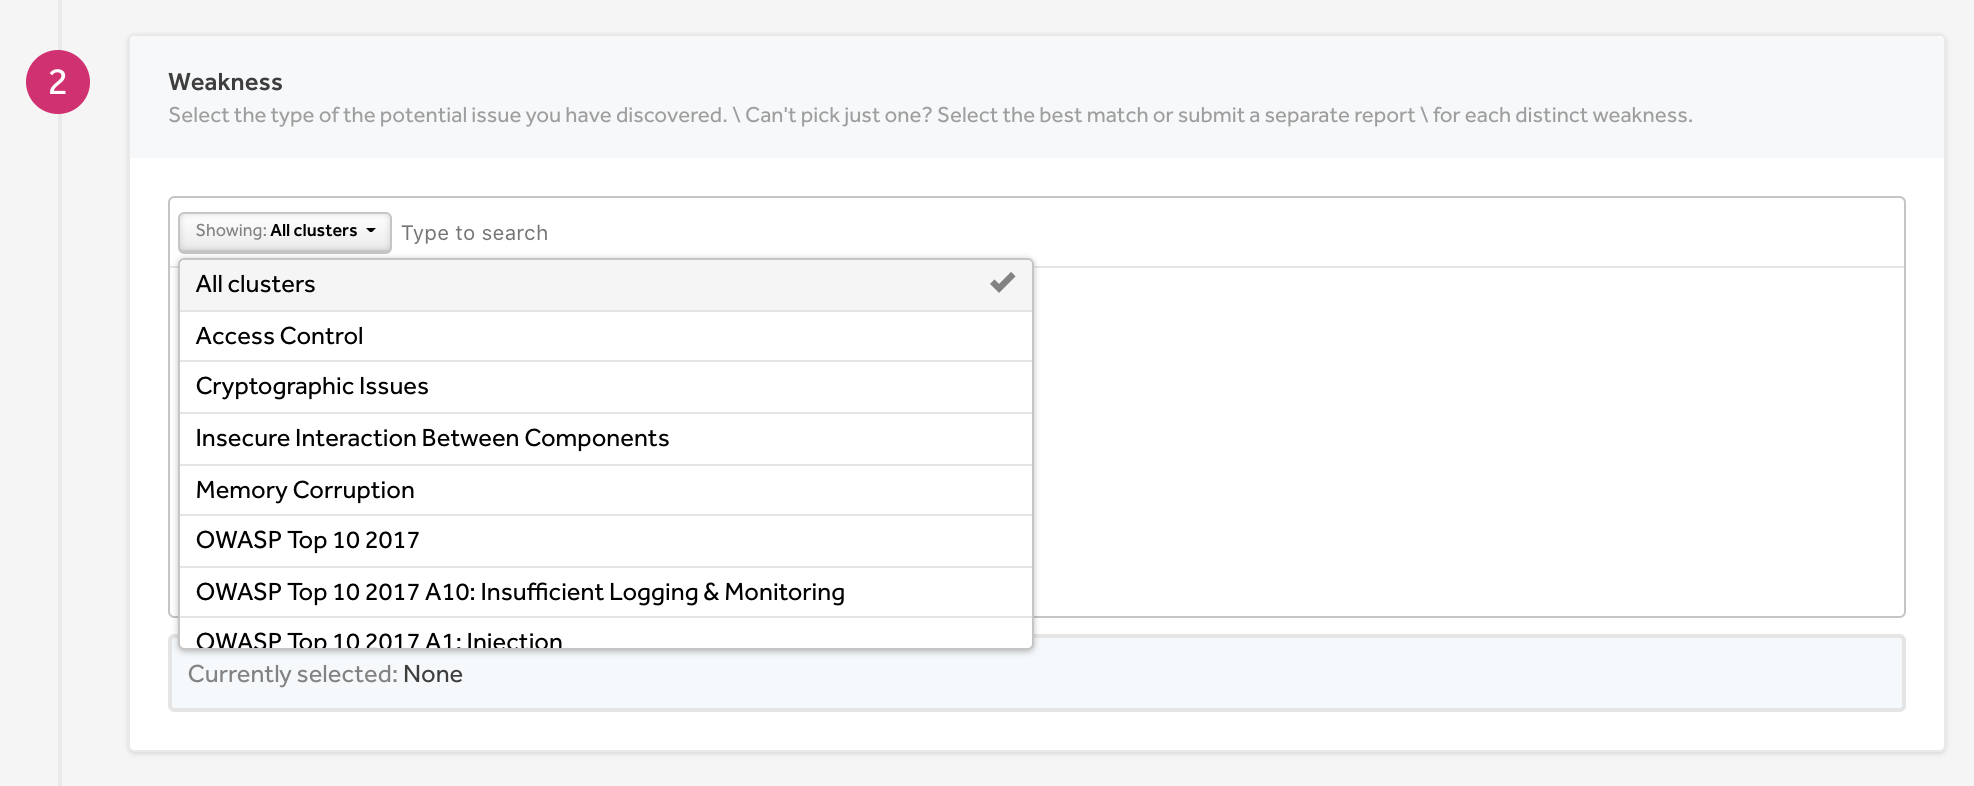 2
Weakness
Select the type of the potential issue you have discovered. \ Can't pick just one? Select the best match or submit a separate report \ for each distinct weakness.
Showing: All clusters
Type to search
All clusters
Access Control
Cryptographic Issues
Insecure Interaction Between Components
Memory Corruption
OWASP Top 10 2017
OWASP Top 10 2017 A10: Insufficient Logging & Monitoring
OWASP Top 10 2017 A1: Injection
Currently selected: None